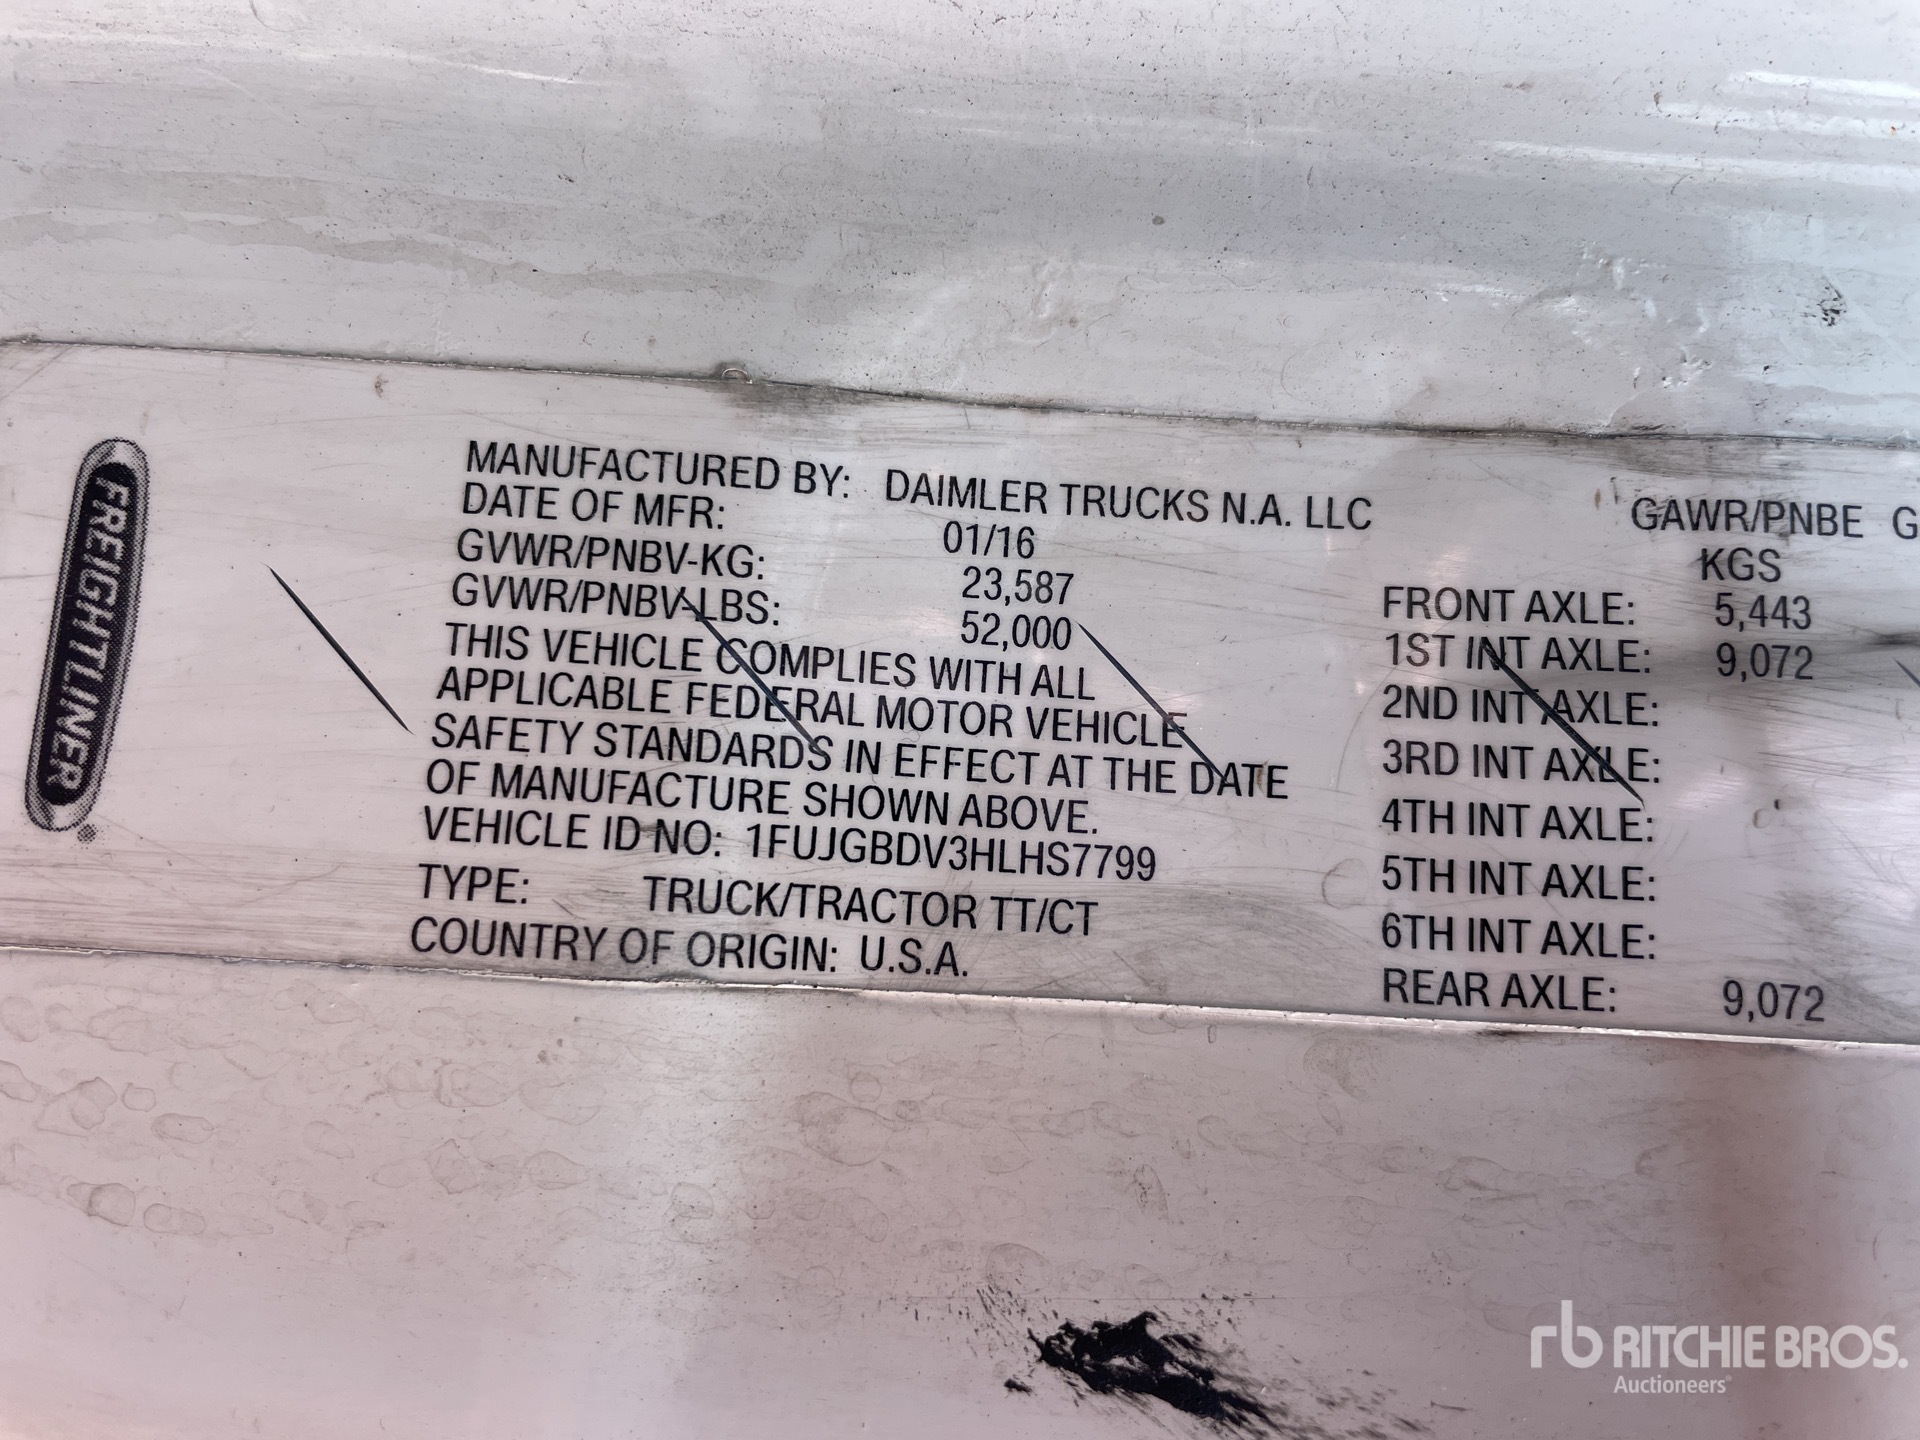 FREIGHTLINER
MANUFACTURED BY: DAIMLER TRUCKS N.A. LLC
DATE OF MFR: 01/16
GVWR/PNBV-KG: 23,587
GVWR/PNBV-LBS: 52,000
THIS VEHICLE COMPLIES WITH ALL
APPLICABLE FEDERAL MOTOR VEHICLE
SAFETY STANDARDS IN EFFECT AT THE DATE
OF MANUFACTURE SHOWN ABOVE.
VEHICLE ID NO: 1FUJGBDV3HLHS7799
TYPE: TRUCK/TRACTOR TT/CT
COUNTRY OF ORIGIN: U.S.A.
GAWR/PNBE G
KGS
FRONT AXLE: 5,443
1ST INT AXLE: 9,072
2ND INT AXLE:
3RD INT AXLE:
4TH INT AXLE:
5TH INT AXLE:
6TH INT AXLE:
REAR AXLE: 9,072
rb RITCHIE BROS.
Auctioneers